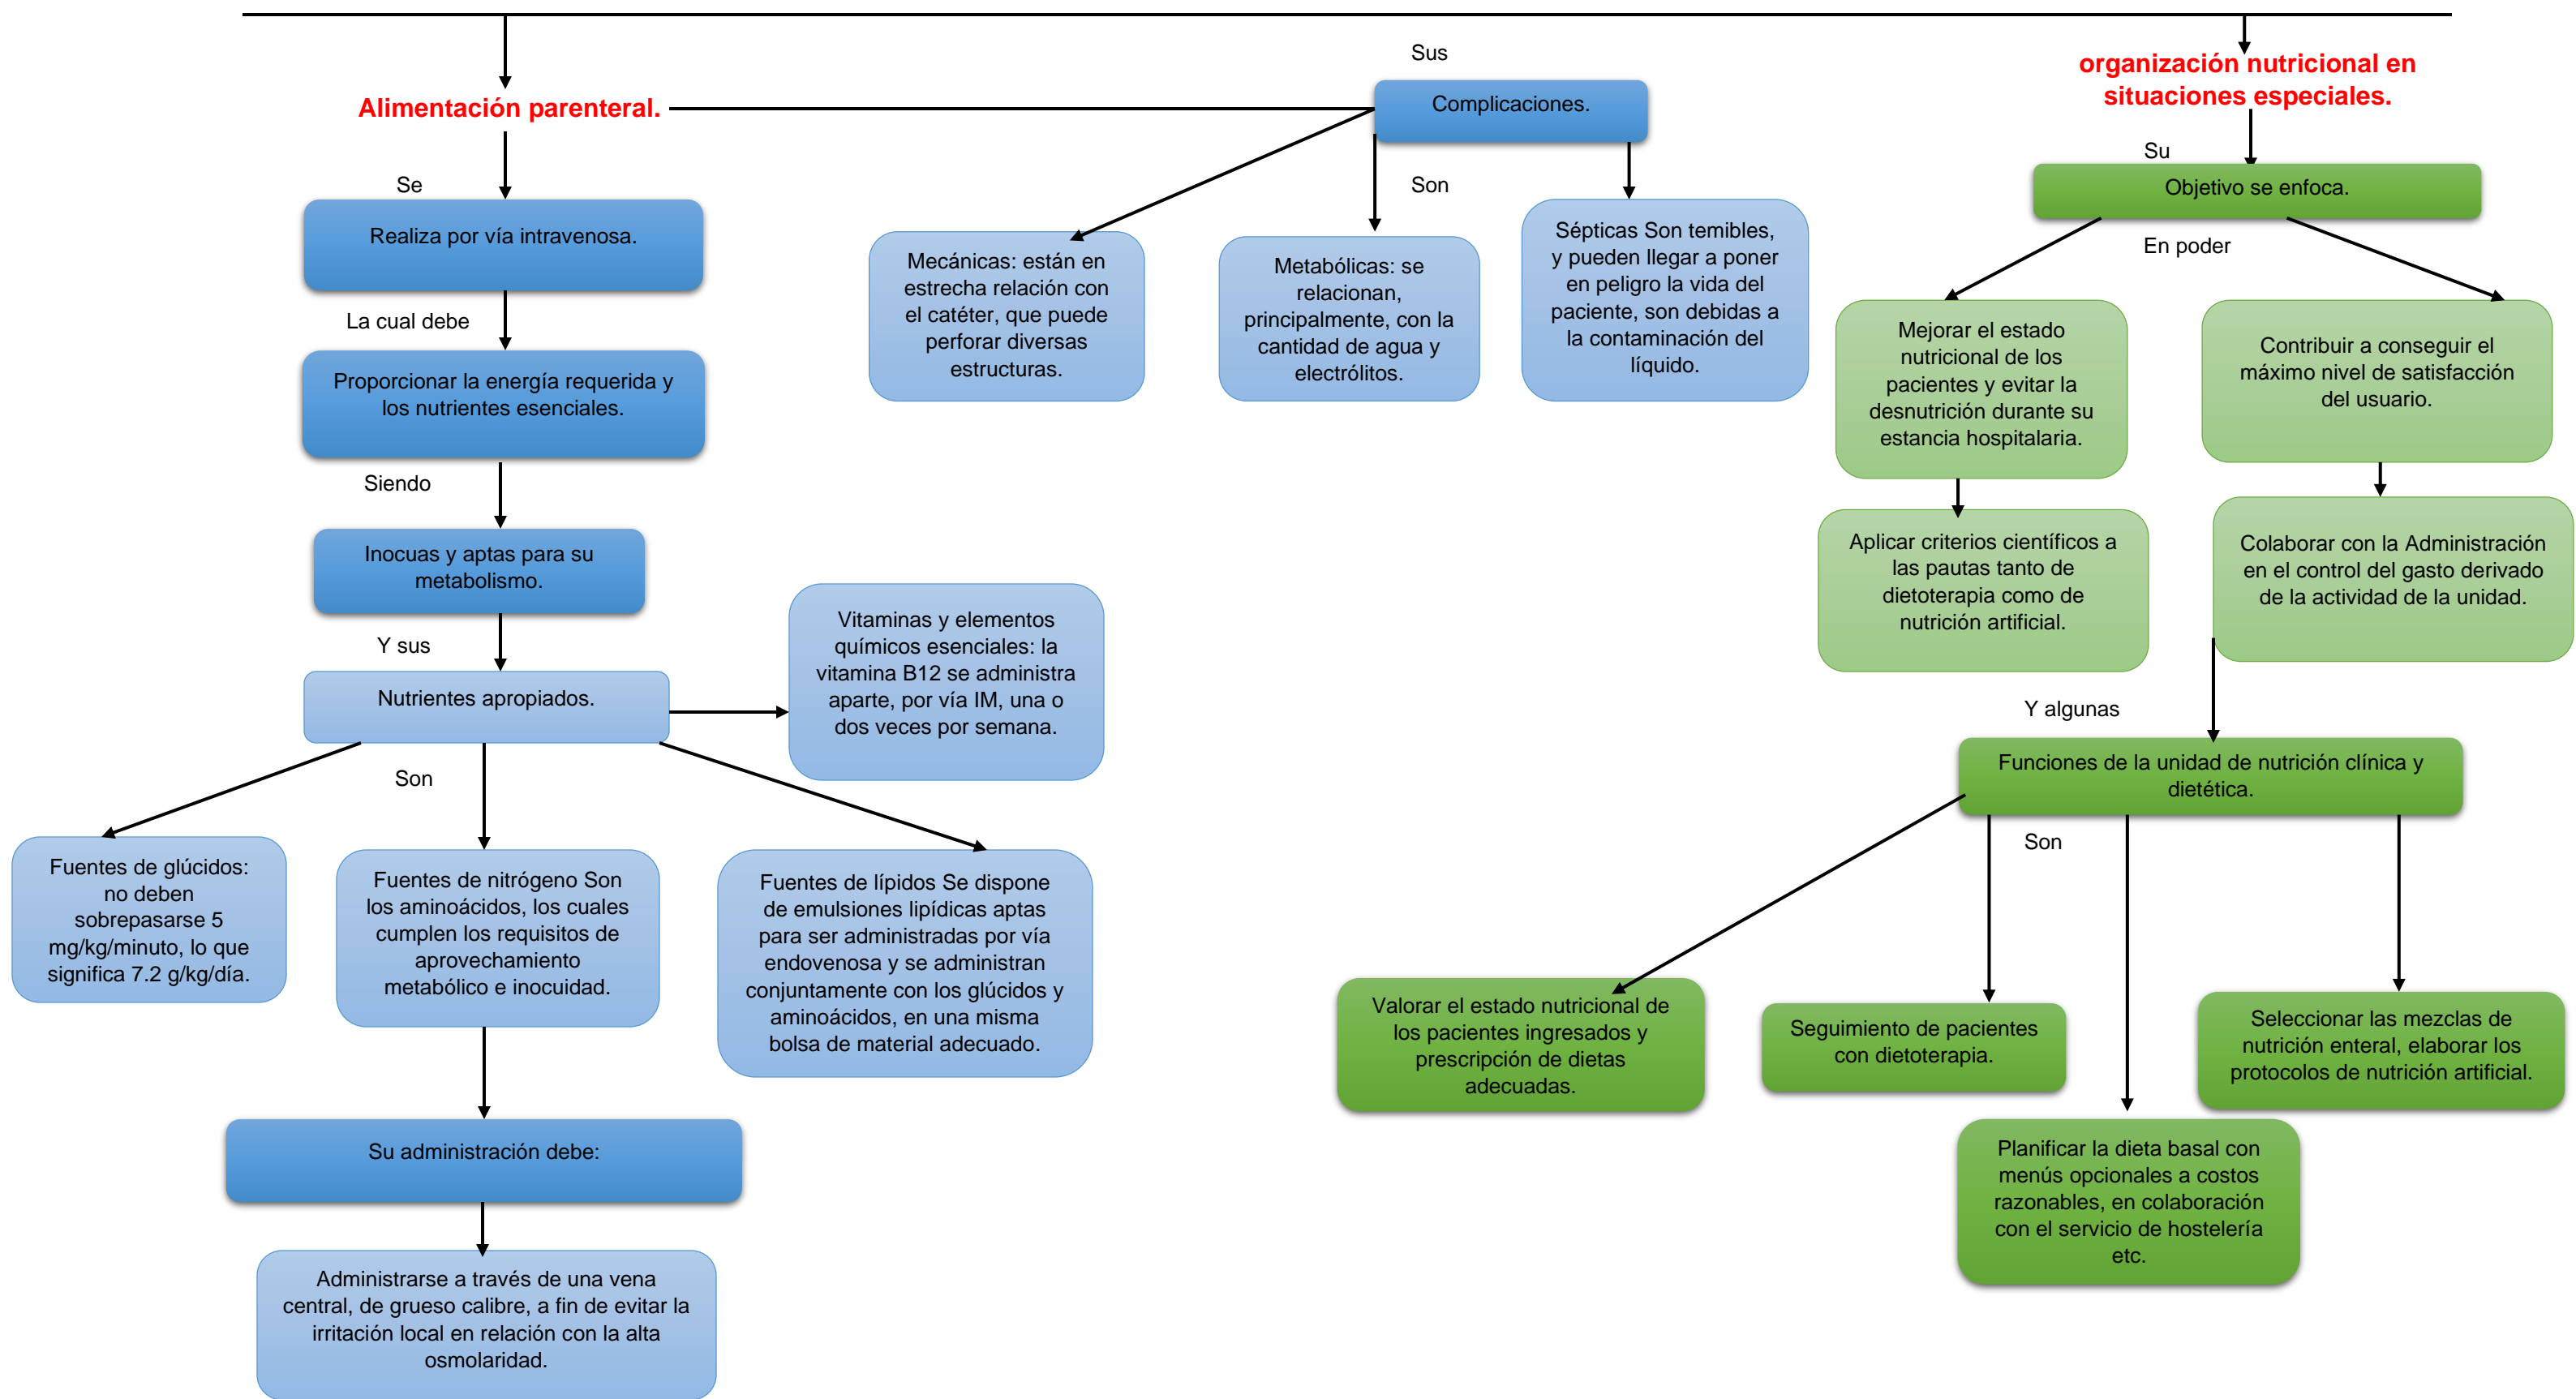 Alimentación parenteral.
Se
Realiza por vía intravenosa.
La cual debe
Proporcionar la energía requerida y
los nutrientes esenciales.
Siendo
Inocuas y aptas para su
metabolismo.
Y sus
Nutrientes apropiados.
Vitaminas y elementos
químicos esenciales: la
vitamina B12 se administra
aparte, por vía IM, una o
dos veces por semana.
Son
Fuentes de glúcidos:
no deben
sobrepasarse 5
mg/kg/minuto, lo que
significa 7.2 g/kg/día.
Fuentes de nitrógeno Son
los aminoácidos, los cuales
cumplen los requisitos de
aprovechamiento
metabólico e inocuidad.
Fuentes de lípidos Se dispone
de emulsiones lipídicas aptas
para ser administradas por vía
endovenosa y se administran
conjuntamente con los glúcidos y
aminoácidos, en una misma
bolsa de material adecuado.
Su administración debe:
Administrarse a través de una vena
central, de grueso calibre, a fin de evitar la
irritación local en relación con la alta
osmolaridad.
Sus
Complicaciones.
Son
Mecánicas: están en
estrecha relación con
el catéter, que puede
perforar diversas
estructuras.
Metabólicas: se
relacionan,
principalmente, con la
cantidad de agua y
electrólitos.
Sépticas Son temibles,
y pueden llegar a poner
en peligro la vida del
paciente, son debidas a
la contaminación del
líquido.
organización nutricional en
situaciones especiales.
Su
Objetivo se enfoca.
En poder
Mejorar el estado
nutricional de los
pacientes y evitar la
desnutrición durante su
estancia hospitalaria.
Contribuir a conseguir el
máximo nivel de satisfacción
del usuario.
Aplicar criterios científicos a
las pautas tanto de
dietoterapia como de
nutrición artificial.
Colaborar con la Administración
en el control del gasto derivado
de la actividad de la unidad.
Y algunas
Funciones de la unidad de nutrición clínica y
dietética.
Son
Valorar el estado nutricional de
los pacientes ingresados y
prescripción de dietas
adecuadas.
Seguimiento de pacientes
con dietoterapia.
Seleccionar las mezclas de
nutrición enteral, elaborar los
protocolos de nutrición artificial.
Planificar la dieta basal con
menús opcionales a costos
razonables, en colaboración
con el servicio de hostelería
etc.